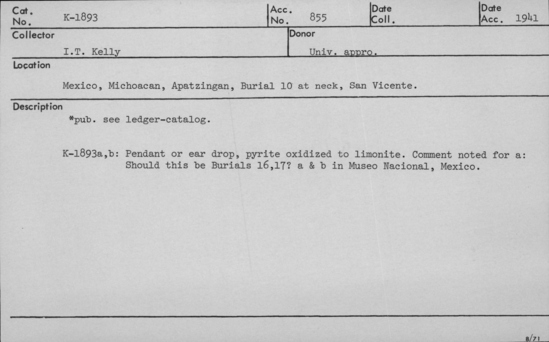 Cat. No. K-1893 Acc. No. 855 Date Coll. Date Acc. 1941
Collector Donor
I.T. Kelly Univ. appro.
Location
Mexico, Michoacan, Apatzingan, Burial 10 at neck, San Vicente.
Description
*pub. see ledger-catalog.
K-1893a,b: Pendant or ear drop, pyrite oxidized to limonite. Comment noted for a:
Should this be Burials 16,17? a & b in Museo Nacional, Mexico.
8/71